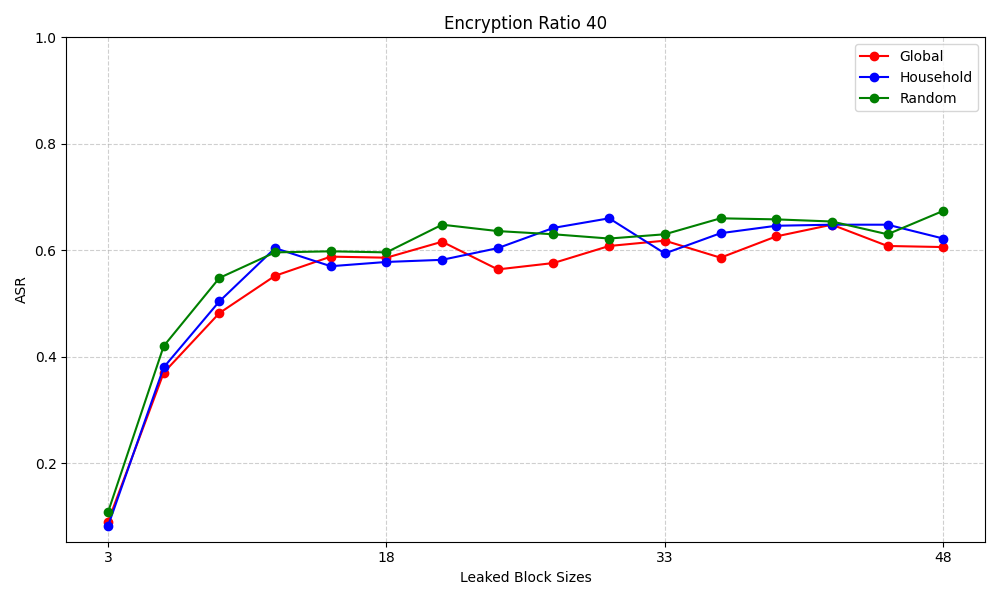 Encryption Ratio 40
1.0
0.8
0.6
0.4
0.2
ASR
Global
Household
Random
3
18
33
48
Leaked Block Sizes